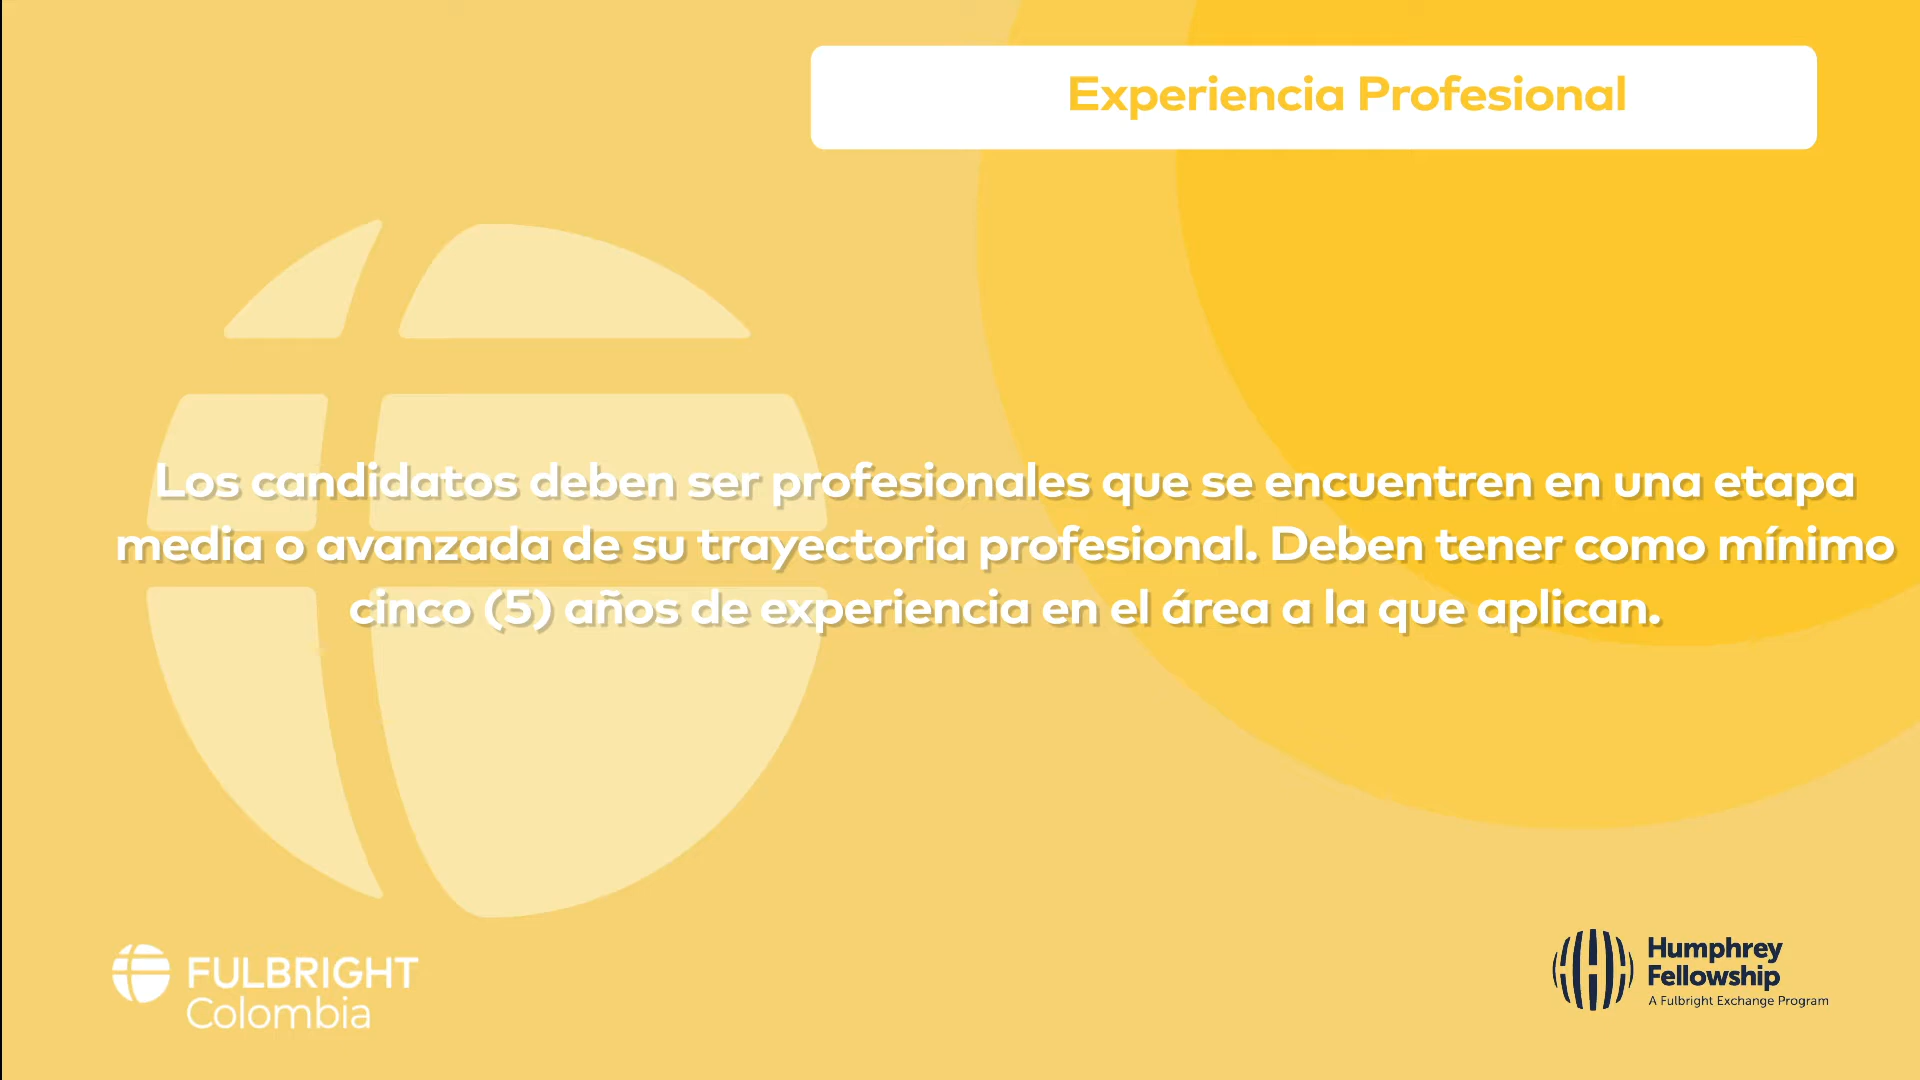 Experiencia Profesional
Los candidatos deben ser profesionales que se encuentren en una etapa
media o avanzada de su trayectoria profesional. Deben tener como mínimo
cinco (5) años de experiencia en el área a la que aplican.
FULBRIGHT
Colombia
Humphrey
Fellowship
A Fulbright Exchange Program